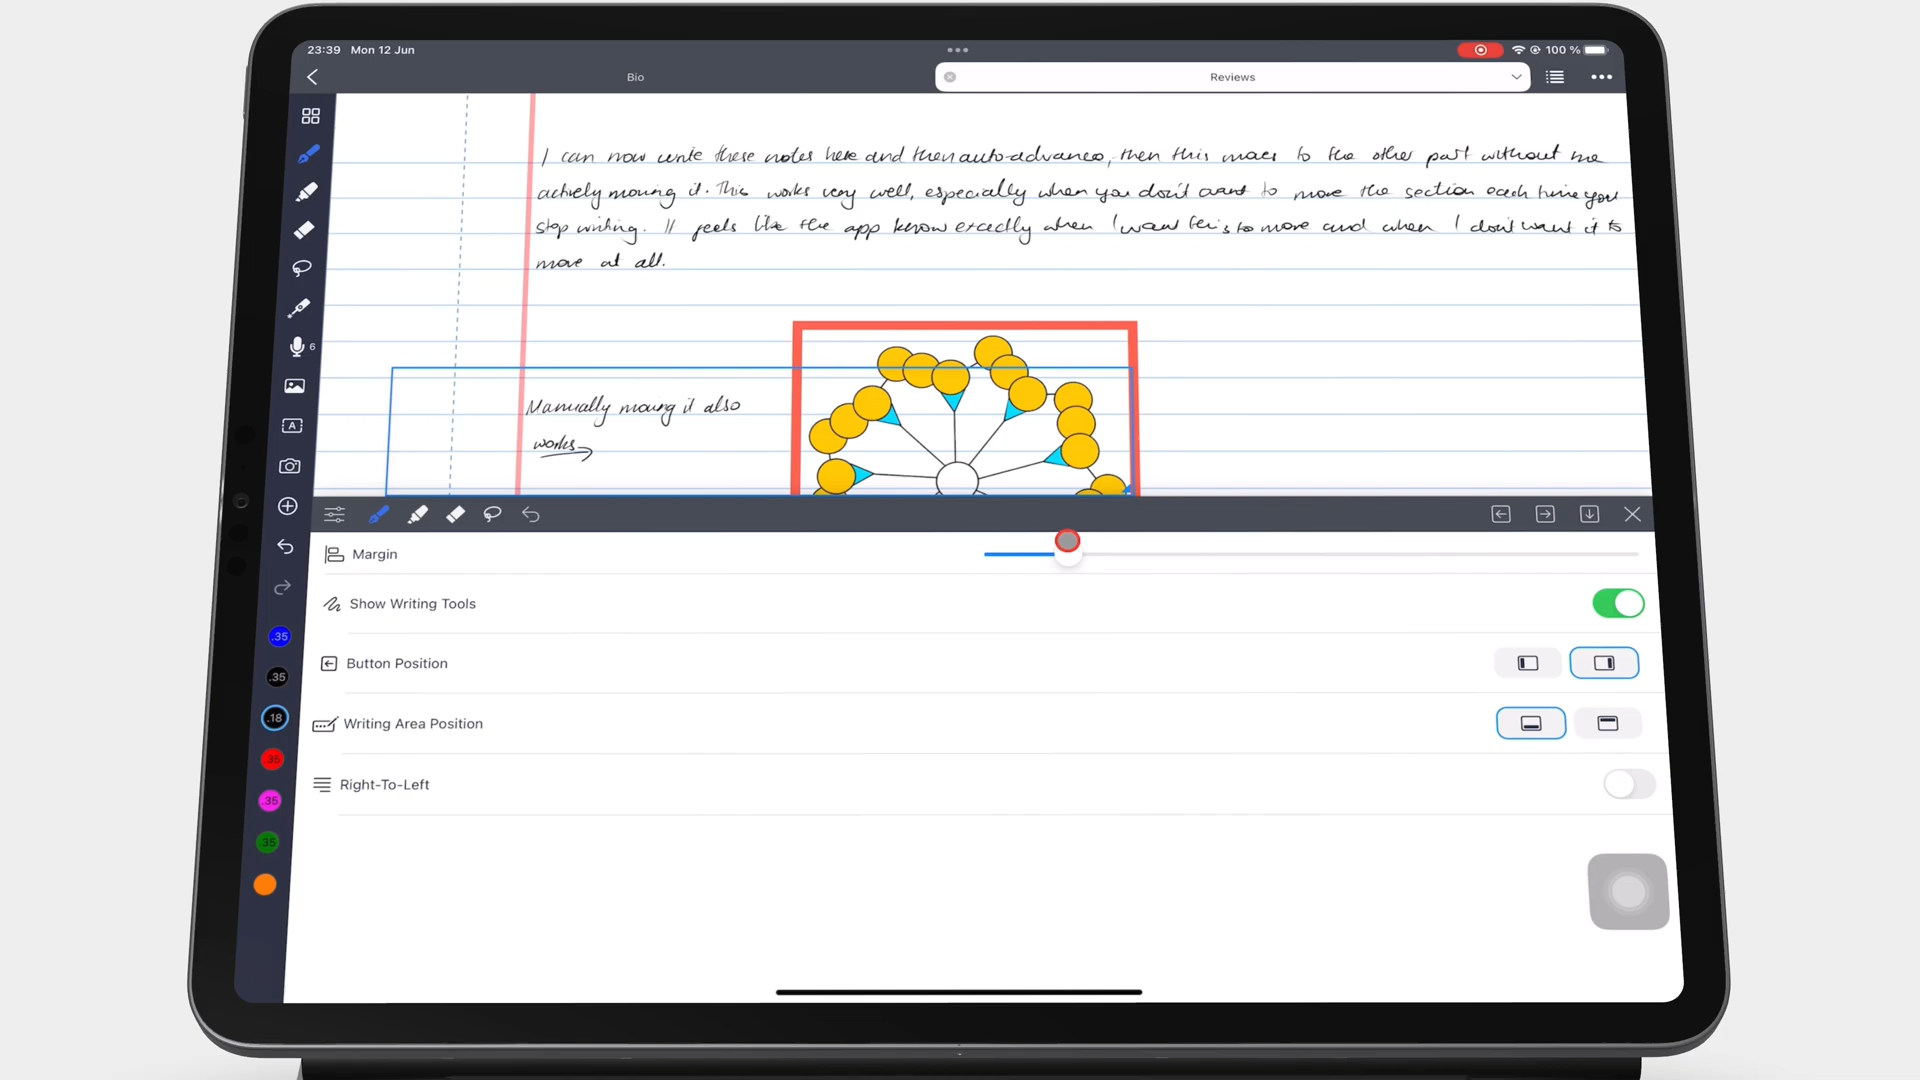 23:39 Mon 12 Jun
100 %
Bio
Reviews
I can now write these notes here and then auto-advance, then this moves to the other part without me
actively moving it. This works very well, especially when you don't want to move the section each time you
stop writing. It feels like the app know exactly when I want this to move and when I don't want it to
move at all.
6
Manually moving it also
works
A
Margin
Show Writing Tools
Button Position
Writing Area Position
Right-To-Left
.35
.35
.18
.35
.35
.35